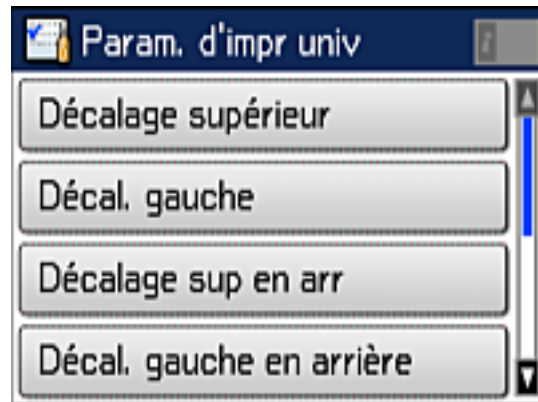 Param. d'impr univ
Décalage supérieur
Décal. gauche
Décalage sup en arr
Décal. gauche en arrière